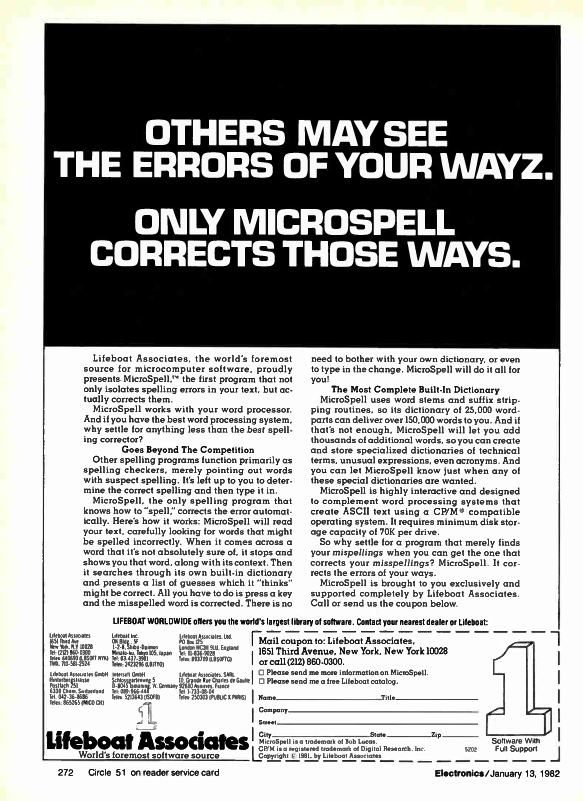 OTHERS MAY SEE
THE ERRORS OF YOUR WAYZ.
ONLY MICROSPELL
CORRECTS THOSE WAYS.
Lifeboat Associates, the world's foremost
source for microcomputer software, proudly
presents MicroSpell,™ the first program that not
only isolates spelling errors in your text, but ac-
tually corrects them.
MicroSpell works with your word processor.
And if you have the best word processing system,
why settle for anything less than the best spell-
ing corrector?
Goes Beyond The Competition
Other spelling programs function primarily as
spelling checkers, merely pointing out words
with suspect spelling. It's left up to you to deter-
mine the correct spelling and then type it in.
MicroSpell, the only spelling program that
knows how to "spell," corrects the error automat-
ically. Here's how it works: MicroSpell will read
your text, carefully looking for words that might
be spelled incorrectly. When it comes across a
word that it's not absolutely sure of, it stops and
shows you that word, along with its context. Then
it searches through its own built-in dictionary
and presents a list of guesses which it "thinks"
might be correct. All you have to do is press a key
and the misspelled word is corrected. There is no
need to bother with your own dictionary, or even
to type in the change. MicroSpell will do it all for
you!
The Most Complete Built-In Dictionary
MicroSpell uses word stems and suffix strip-
ping routines, so its dictionary of 25,000 word-
parts can deliver over 150,000 words to you. And if
that's not enough, MicroSpell will let you add
thousands of additional words, so you can create
and store specialized dictionaries of technical
terms, unusual expressions, even acronyms. And
you can let MicroSpell know just when any of
these special dictionaries are wanted.
MicroSpell is highly interactive and designed
to complement word processing systems that
create ASCII text using a CP/M® compatible
operating system. It requires minimum disk stor-
age capacity of 70K per drive.
So why settle for a program that merely finds
your mispellings when you can get the one that
corrects your misspellings? MicroSpell. It cor-
rects the errors of your ways.
MicroSpell is brought to you exclusively and
supported completely by Lifeboat Associates.
Call or send us the coupon below.
LIFEBOAT WORLDWIDE offers you the world's largest library of software. Contact your nearest dealer or Lifeboat:
Lifeboat Associates
1651 Third Ave
New York, N.Y. 10028
Tel: (212) 860-0300
Telex: 640693 (LBSOFT NYK)
TWX: 710-581-2524
Lifeboat Inc.
OK Bldg., 5F
1-2-8, Shiba-Daimon
Minato-ku, Tokyo 105, Japan
Tel: 03-437-3901
Telex: 2423296 (LBJTYO)
Lifeboat Associates, Ltd.
PO Box 125
London WC2H 9LU, England
Tel: 01-836-9028
Telex: 893709 (LBSOFTG)
Lifeboat Associates GmbH
Hinterbergstrasse
Postfach 251
6330 Cham, Switzerland
Tel: 042-36-8686
Telex: 865265 (MICO CH)
Intersoft GmbH
Schlossgartenweg 5
D-8045 Ismaning, W. Germany
Tel: 089-966-444
Telex: 5213643 (ISOFD)
Lifeboat Associates, SARL
10, Grande Rue Charles de Gaulle
92600 Asnieres, France
Tel: 1-733-08-04
Telex: 250303 (PUBLIC X PARIS)
Lifeboat Associates
World's foremost software source
Mail coupon to: Lifeboat Associates,
1651 Third Avenue, New York, New York 10028
or call (212) 860-0300.
Please send me more information on MicroSpell.
Please send me a free Lifeboat catalog.
Name Title
Company
Street
City State Zip
MicroSpell is a trademark of Bob Lucas.
CP/M is a registered trademark of Digital Research, Inc. 5202
Copyright © 1981, by Lifeboat Associates
1
Software With
Full Support
272 Circle 51 on reader service card
Electronics/January 13, 1982